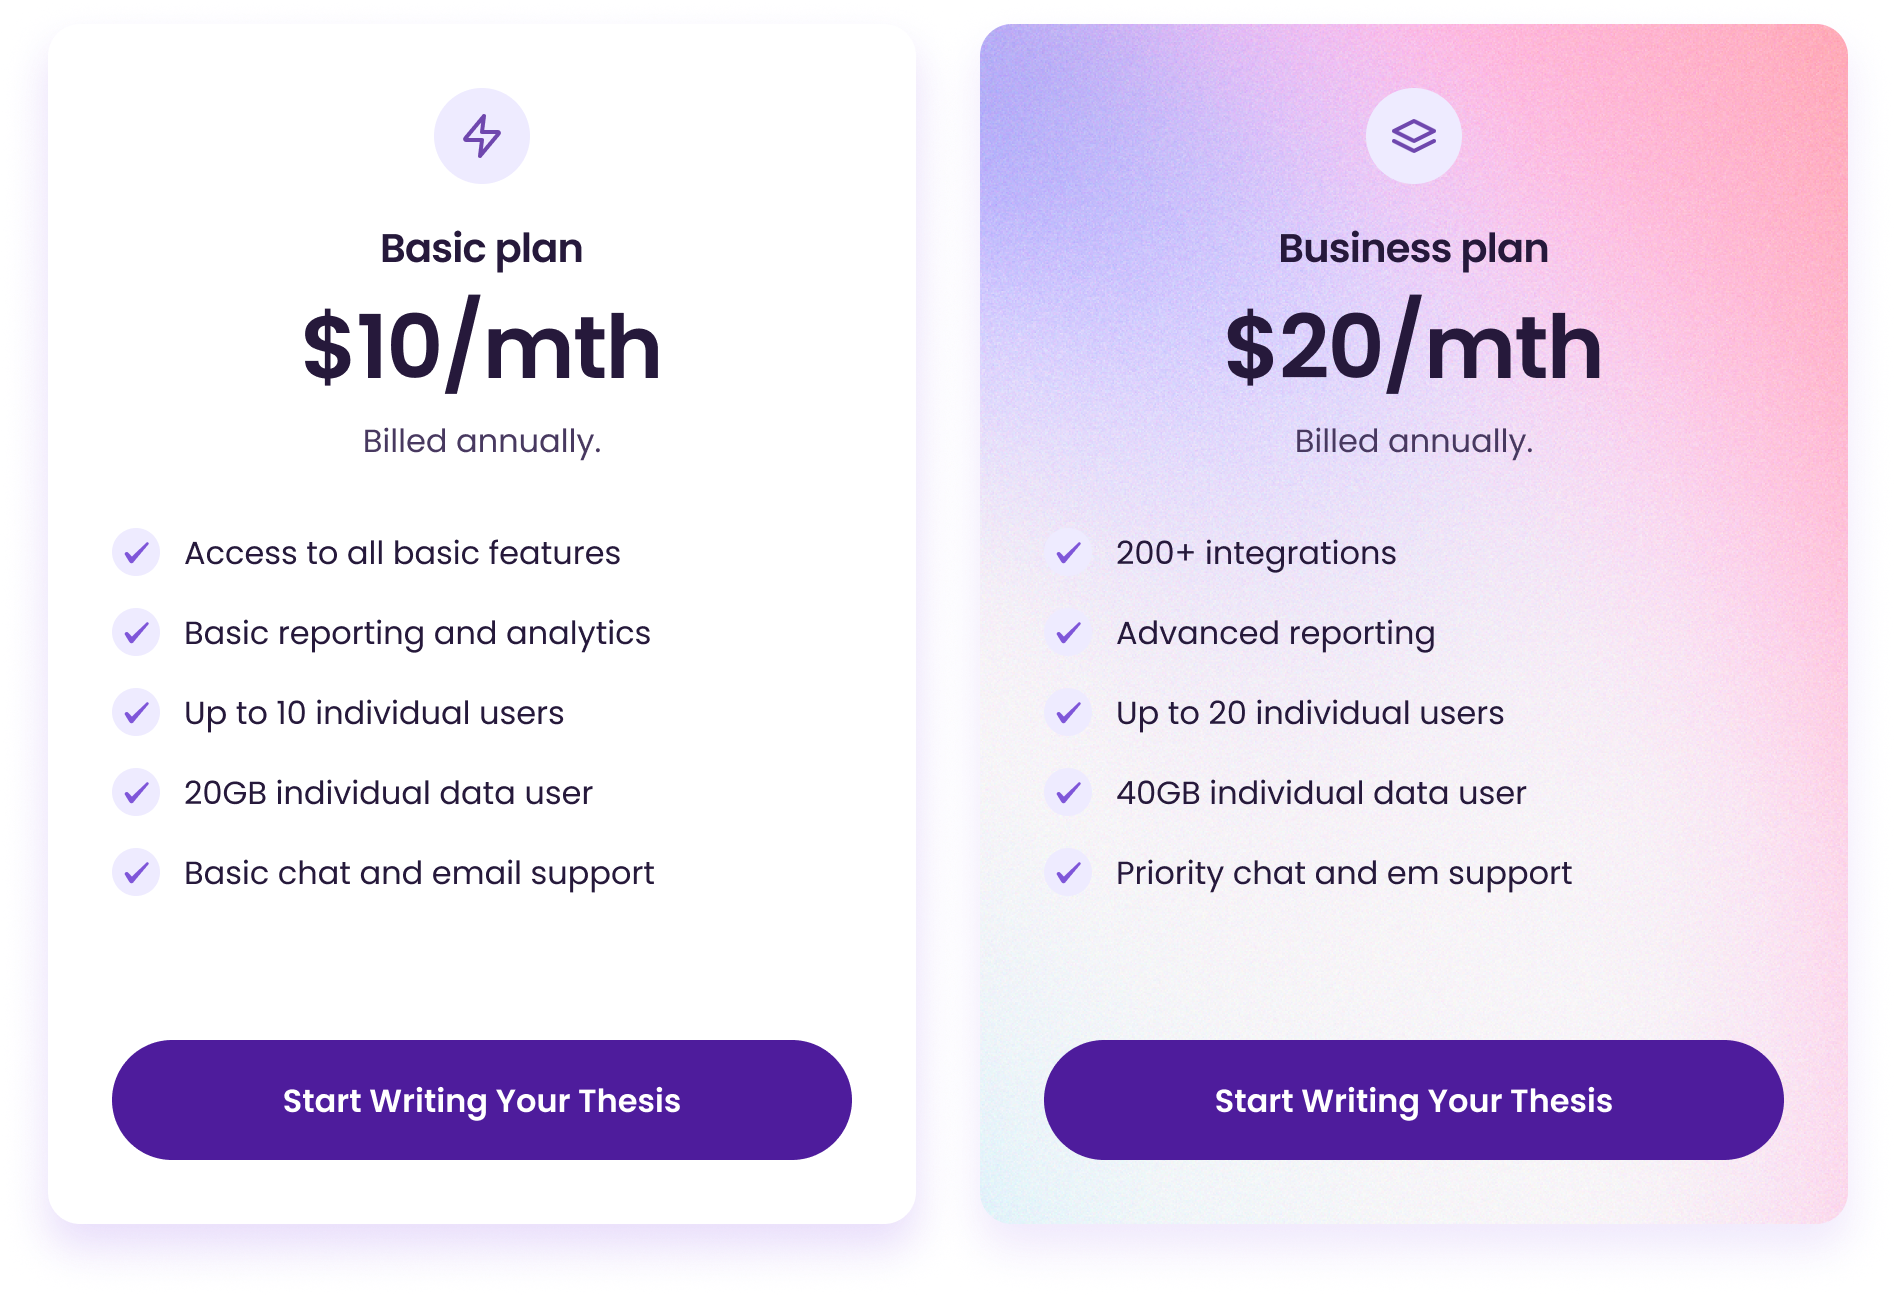 Basic plan
$10/mth
Billed annually.
Access to all basic features
Basic reporting and analytics
Up to 10 individual users
20GB individual data user
Basic chat and email support
Start Writing Your Thesis
Business plan
$20/mth
Billed annually.
200+ integrations
Advanced reporting
Up to 20 individual users
40GB individual data user
Priority chat and em support
Start Writing Your Thesis